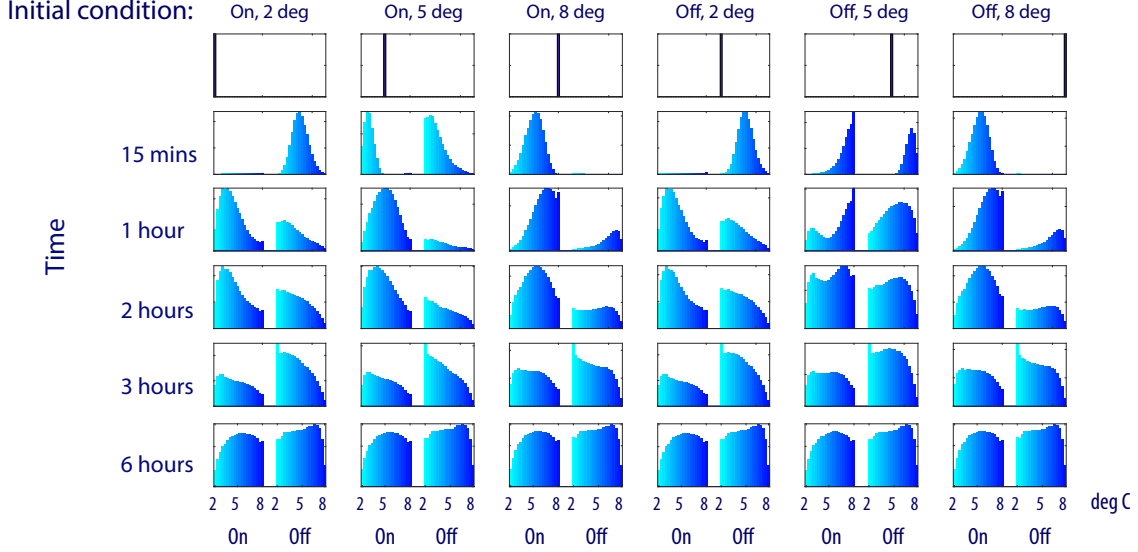 Initial condition: On, 2 deg On, 5 deg On, 8 deg Off, 2 deg Off, 5 deg Off, 8 deg
15 mins
1 hour
Time
2 hours
3 hours
6 hours
2 5 8 2 5 8 2 5 8 2 5 8 2 5 8 2 5 8 2 5 8 2 5 8 2 5 8 2 5 8 2 5 8 2 5 8 deg C
On Off On Off On Off On Off On Off On Off